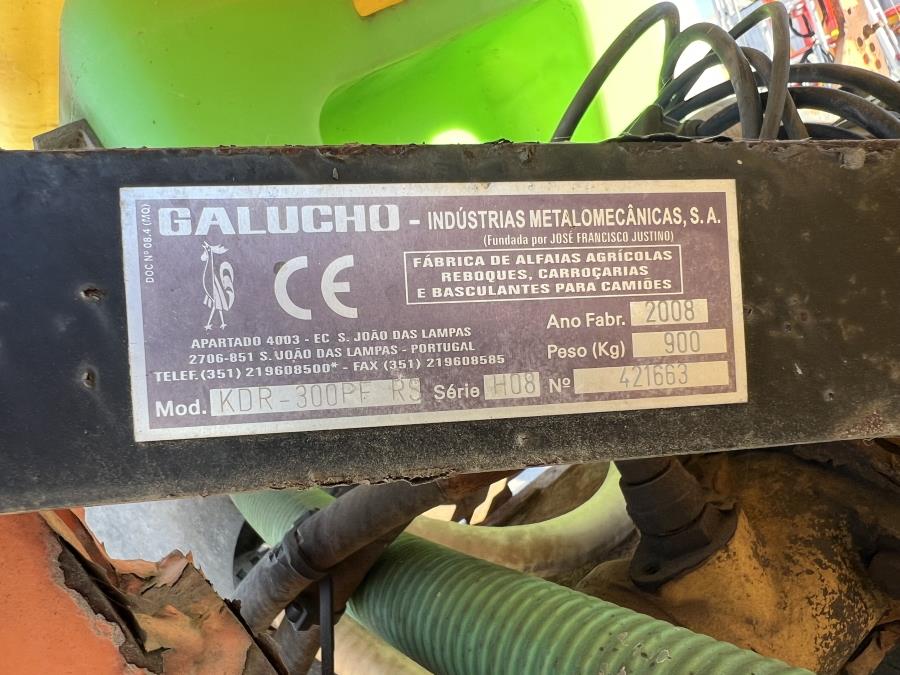 DOC Nº 08.4 (MQ)
GALUCHO - INDÚSTRIAS METALOMECÂNICAS, S. A.
(Fundada por JOSÉ FRANCISCO JUSTINO)
CE
FÁBRICA DE ALFAIAS AGRÍCOLAS
REBOQUES, CARROÇARIAS
E BASCULANTES PARA CAMIÕES
APARTADO 4003 - EC S. JOÃO DAS LAMPAS
2706-851 S. JOÃO DAS LAMPAS - PORTUGAL
TELEF. (351) 219608500* - FAX (351) 219608585
Ano Fabr. 2008
Peso (Kg) 900
Mod. KDR-300PF RS Série H08 Nº 421663